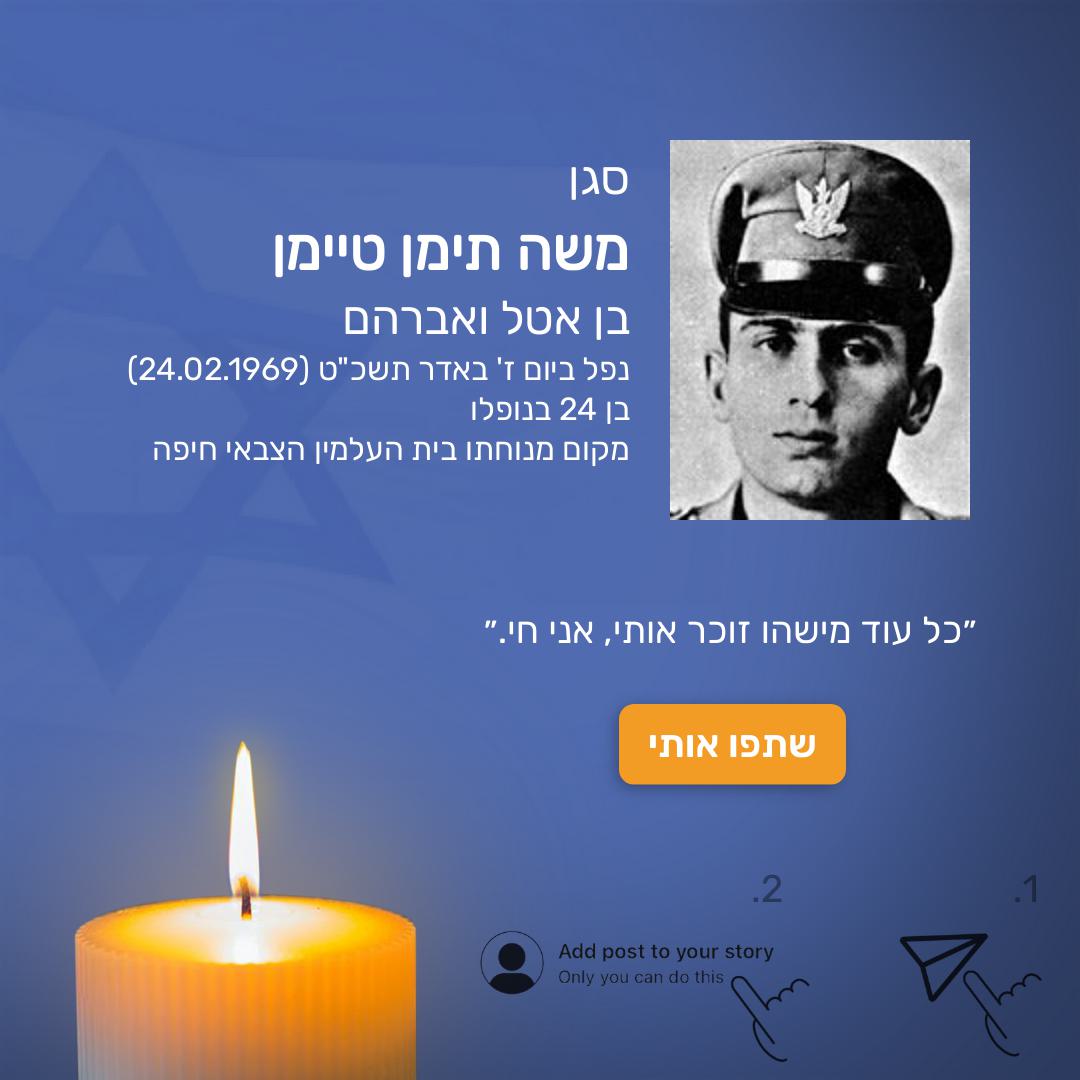 סגן
משה תימן טיימן
בן אטל ואברהם
נפל ביום ז' באדר תשכ"ט (24.02.1969)
בן 24 בנופלו
מקום מנוחתו בית העלמין הצבאי חיפה
״כל עוד מישהו זוכר אותי, אני חי.״
שתפו אותי
.1
.2
Add post to your story
Only you can do this